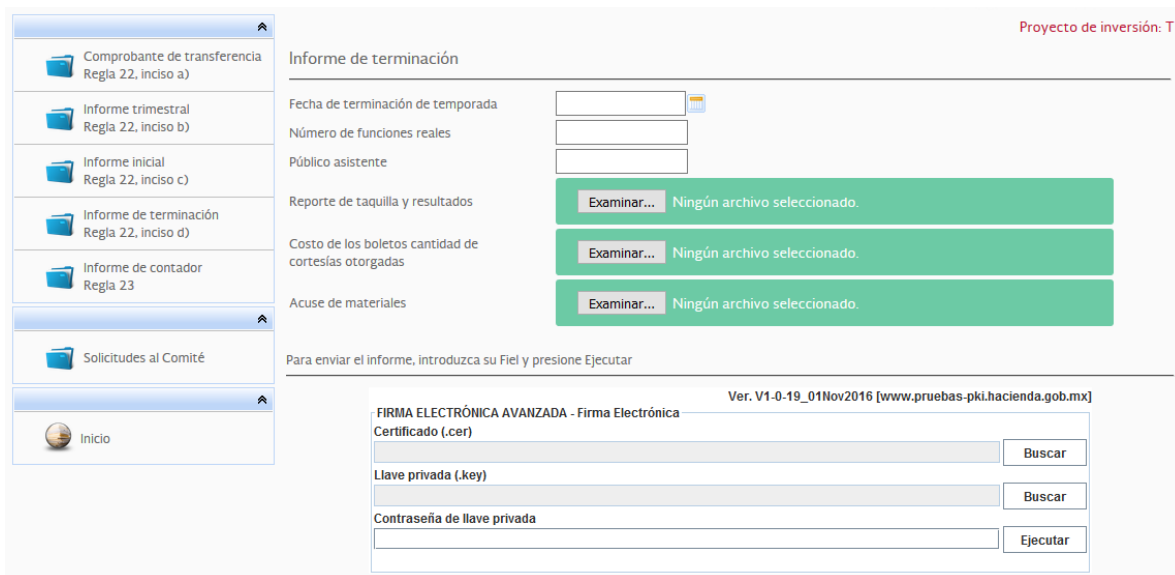 Proyecto de inversión: T
Comprobante de transferencia
Regla 22, inciso a)
Informe trimestral
Regla 22, inciso b)
Informe inicial
Regla 22, inciso c)
Informe de terminación
Regla 22, inciso d)
Informe de contador
Regla 23
Solicitudes al Comité
Inicio
Informe de terminación
Fecha de terminación de temporada
Número de funciones reales
Público asistente
Reporte de taquilla y resultados
Examinar... Ningún archivo seleccionado.
Costo de los boletos cantidad de
cortesías otorgadas
Examinar... Ningún archivo seleccionado.
Acuse de materiales
Examinar... Ningún archivo seleccionado.
Para enviar el informe, introduzca su Fiel y presione Ejecutar
Ver. V1-0-19_01Nov2016 [www.pruebas-pki.hacienda.gob.mx]
FIRMA ELECTRÓNICA AVANZADA - Firma Electrónica
Certificado (.cer)
Buscar
Llave privada (.key)
Buscar
Contraseña de llave privada
Ejecutar